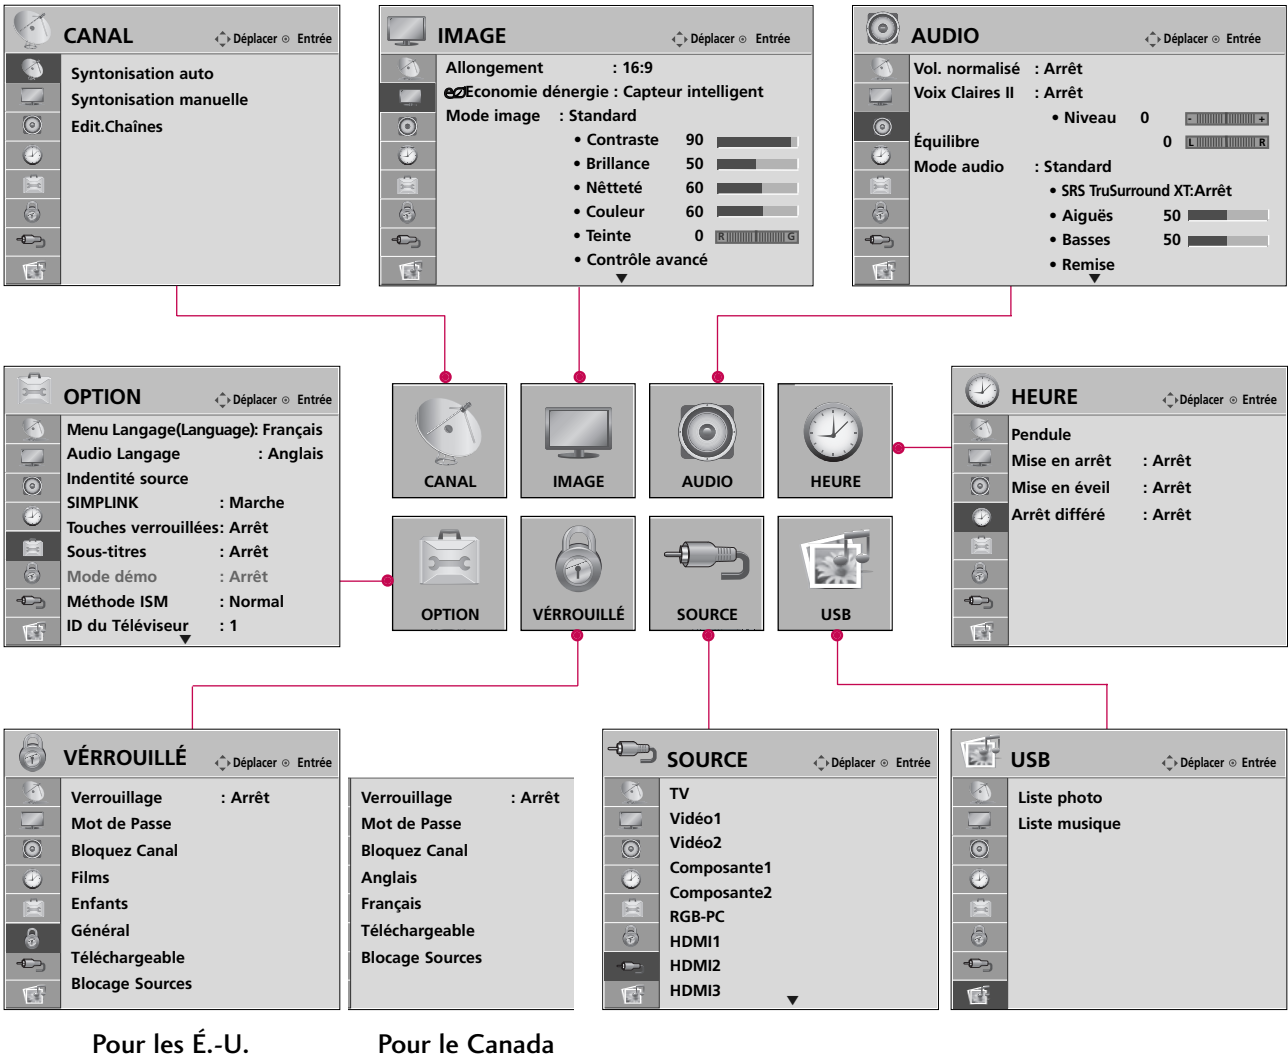 CANAL
Déplacer Entrée
Syntonisation auto
Syntonisation manuelle
Edit.Chaînes
IMAGE
Déplacer Entrée
Allongement : 16:9
Economie dénergie : Capteur intelligent
Mode image : Standard
• Contraste 90
• Brillance 50
• Nêtteté 60
• Couleur 60
• Teinte 0 R G
• Contrôle avancé
AUDIO
Déplacer Entrée
Vol. normalisé : Arrêt
Voix Claires II : Arrêt
• Niveau 0 - +
Équilibre 0 L R
Mode audio : Standard
• SRS TruSurround XT:Arrêt
• Aiguës 50
• Basses 50
• Remise
OPTION
Déplacer Entrée
Menu Langage(Language): Français
Audio Langage : Anglais
Indentité source
SIMPLINK : Marche
Touches verrouillées: Arrêt
Sous-titres : Arrêt
Mode démo : Arrêt
Méthode ISM : Normal
ID du Téléviseur : 1
CANAL
IMAGE
AUDIO
HEURE
OPTION
VÉRROUILLÉ
SOURCE
USB
HEURE
Déplacer Entrée
Pendule
Mise en arrêt : Arrêt
Mise en éveil : Arrêt
Arrêt différé : Arrêt
VÉRROUILLÉ
Déplacer Entrée
Verrouillage : Arrêt
Mot de Passe
Bloquez Canal
Films
Enfants
Général
Téléchargeable
Blocage Sources
Verrouillage : Arrêt
Mot de Passe
Bloquez Canal
Anglais
Français
Téléchargeable
Blocage Sources
SOURCE
Déplacer Entrée
TV
Vidéo1
Vidéo2
Composante1
Composante2
RGB-PC
HDMI1
HDMI2
HDMI3
USB
Déplacer Entrée
Liste photo
Liste musique
Pour les É.-U.
Pour le Canada